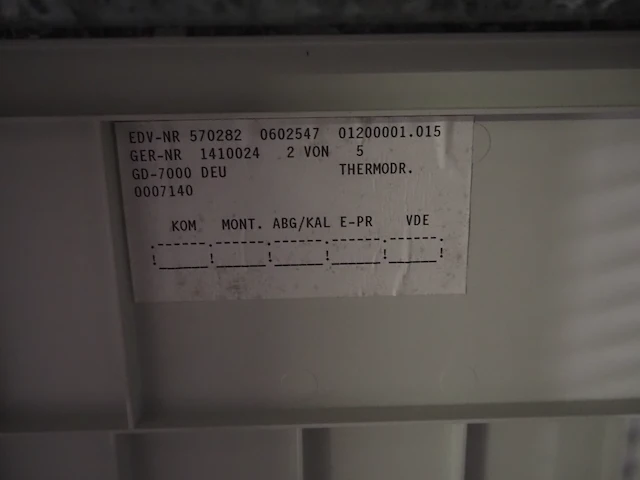 EDV-NR 570282 0602547 01200001.015
GER-NR 1410024 2 VON 5
GD-7000 DEU THERMODR.
0007140
KOM MONT. ABG/KAL E-PR VDE